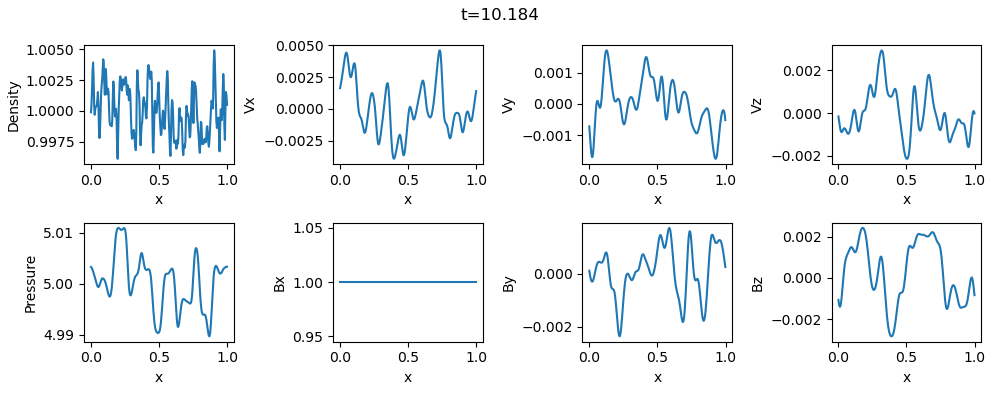 t=10.184
Density
1.0050
1.0025
1.0000
0.9975
0.0 0.5 1.0
x
Vx
0.0050
0.0025
0.0000
−0.0025
0.0 0.5 1.0
x
Vy
0.001
0.000
−0.001
0.0 0.5 1.0
x
Vz
0.002
0.000
−0.002
0.0 0.5 1.0
x
Pressure
5.01
5.00
4.99
0.0 0.5 1.0
x
Bx
1.05
1.00
0.95
0.0 0.5 1.0
x
By
0.000
−0.002
0.0 0.5 1.0
x
Bz
0.002
0.000
−0.002
0.0 0.5 1.0
x